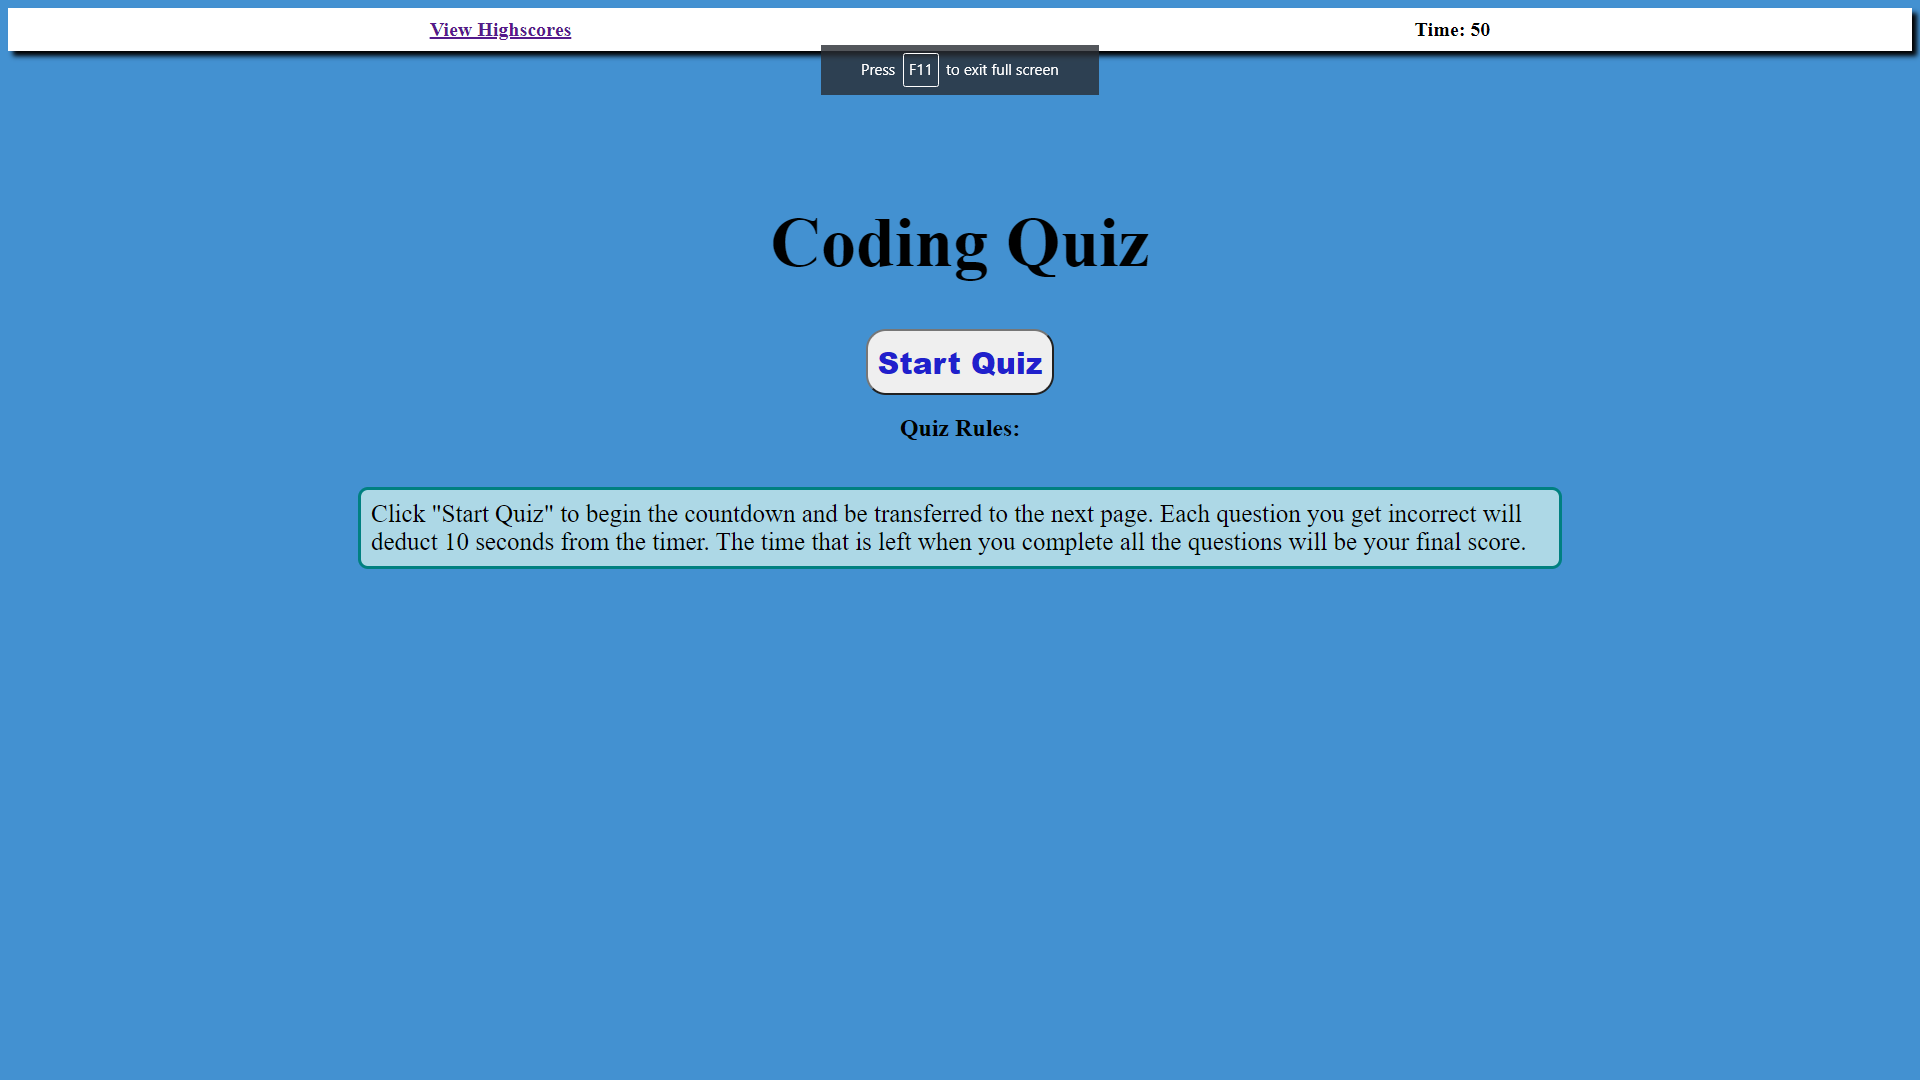 View Highscores
Time: 50
Press F11 to exit full screen
Coding Quiz
Start Quiz
Quiz Rules:
Click "Start Quiz" to begin the countdown and be transferred to the next page. Each question you get incorrect will
deduct 10 seconds from the timer. The time that is left when you complete all the questions will be your final score.